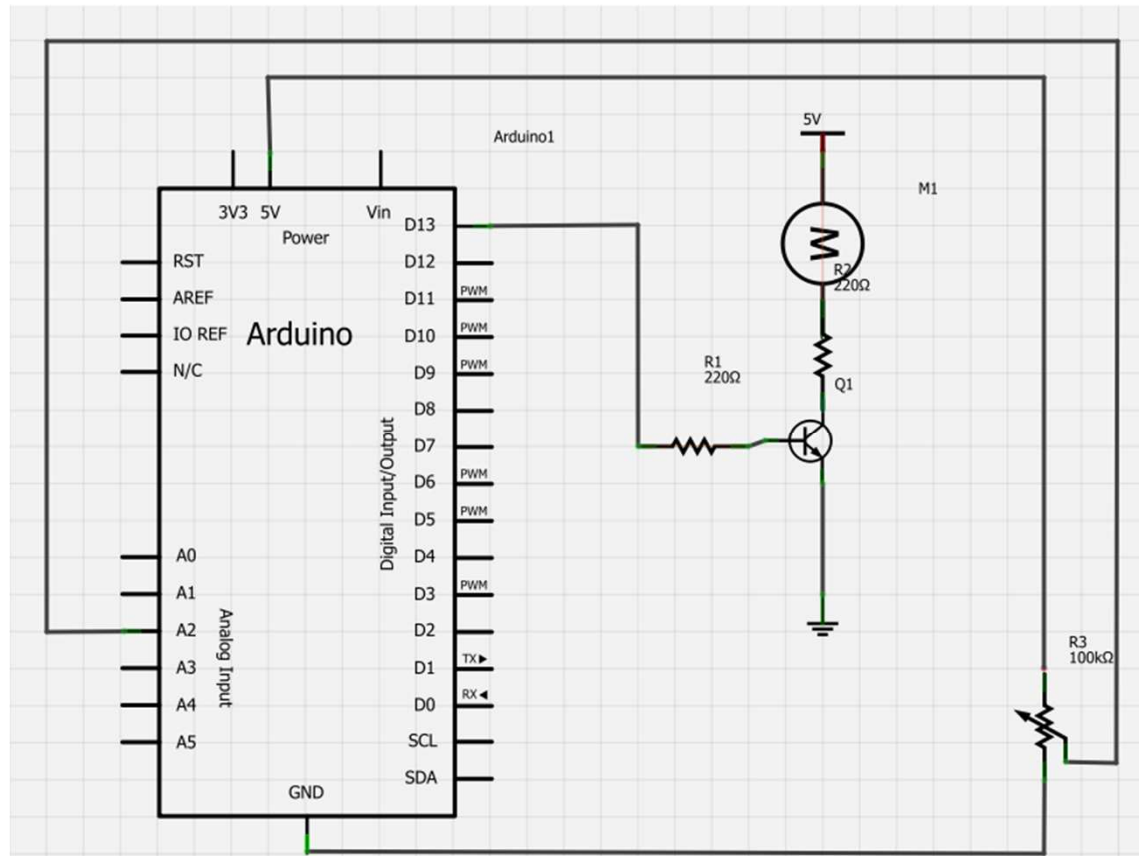 Arduino1
5V
M1
3V3 5V Vin
Power
D13
RST
D12
AREF
D11 PWM
IO REF
Arduino
D10 PWM
N/C
D9 PWM
D8
D7
D6 PWM
D5 PWM
Digital Input/Output
A0
D4
A1
D3 PWM
A2
D2
A3
D1 TX
A4
D0 RX
A5
SCL
SDA
Analog Input
GND
R2
220Ω
R1
220Ω
Q1
R3
100kΩ